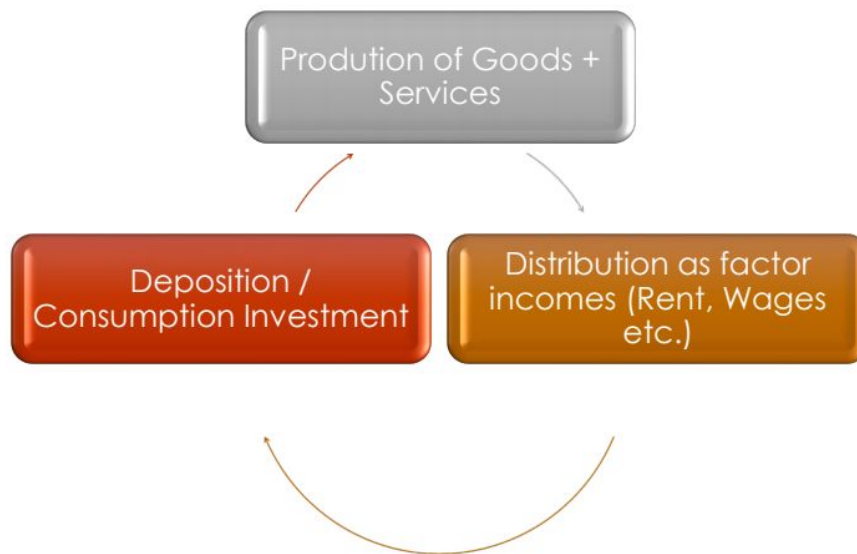 Prodution of Goods +
Services
Deposition /
Consumption Investment
Distribution as factor
incomes (Rent, Wages
etc.)